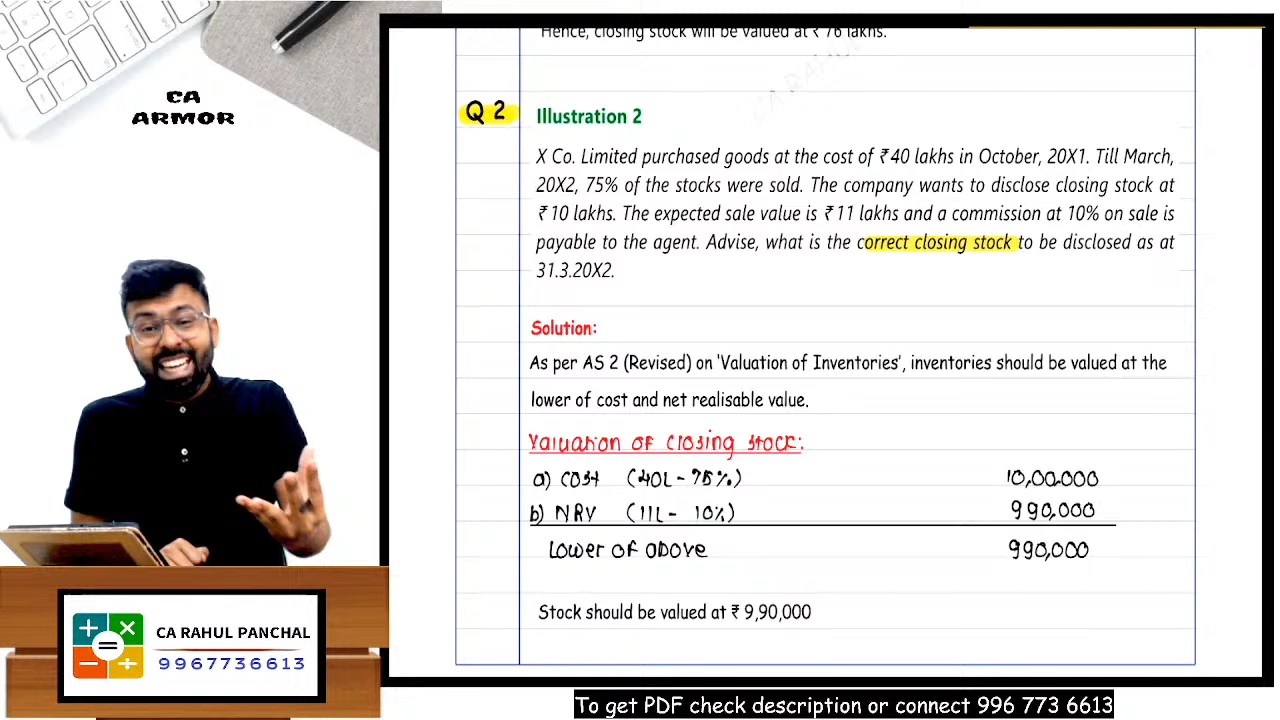 CA
ARMOR
Hence, closing stock will be valued at ₹ 76 lakhs.
CA RAHUL
Q 2
Illustration 2
X Co. Limited purchased goods at the cost of ₹40 lakhs in October, 20X1. Till March,
20X2, 75% of the stocks were sold. The company wants to disclose closing stock at
₹10 lakhs. The expected sale value is ₹11 lakhs and a commission at 10% on sale is
payable to the agent. Advise, what is the correct closing stock to be disclosed as at
31.3.20X2.
Solution:
As per AS 2 (Revised) on 'Valuation of Inventories', inventories should be valued at the
lower of cost and net realisable value.
Valuation of Closing Stock:
a) Cost (40L - 75%) 10,00,000
b) NRV (11L - 10%) 990,000
Lower of above 990,000
Stock should be valued at ₹ 9,90,000
CA RAHUL PANCHAL
9967736613
To get PDF check description or connect 996 773 6613